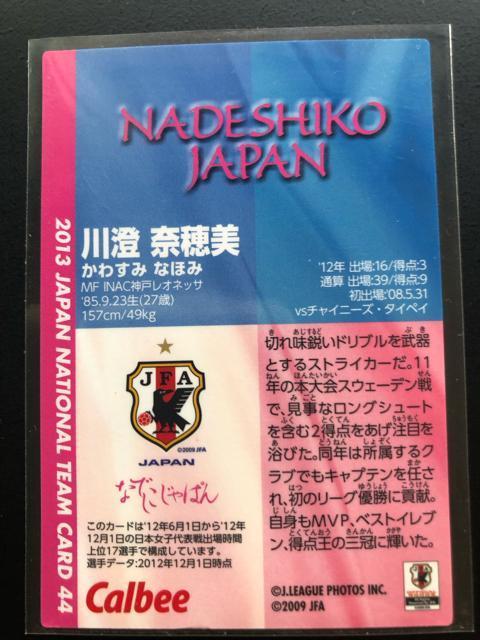 NADESHIKO
JAPAN
2013 JAPAN NATIONAL TEAM CARD 44
川澄 奈穂美
かわすみ なほみ
MF INAC神戸レオネッサ
'85.9.23生(27歳)
157cm/49kg
'12年 出場:16/得点:3
通算 出場:39/得点:9
初出場:'08.5.31
vsチャイニーズ・タイペイ
切れ味鋭いドリブルを武器
とするストライカーだ。11
年の本大会スウェーデン戦
で、見事なロングシュート
を含む2得点をあげ注目を
浴びた。同年は所属するク
ラブでもキャプテンを任さ
れ、初のリーグ優勝に貢献。
自身もMVP、ベストイレブ
ン、得点王の三冠に輝いた。
JFA
©2009 JFA
JAPAN
なでしこじゃぱん
このカードは'12年6月1日から'12年
12月1日の日本女子代表戦出場時間
上位17選手で構成しています。
選手データ:2012年12月1日時点
Calbee
©J.LEAGUE PHOTOS INC.
©2009 JFA